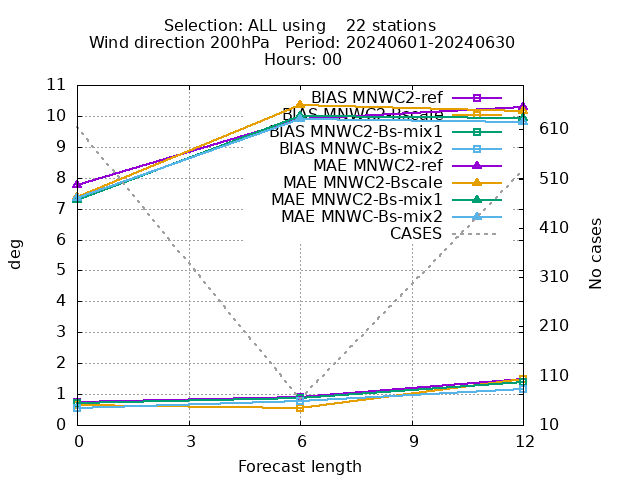 Selection: ALL using    22 stations
Wind direction 200hPa   Period: 20240601-20240630
Hours: 00
11
10
9
8
7
6
5
4
3
2
1
0
deg
BIAS MNWC2-ref
BIAS MNWC2-Bscale
BIAS MNWC2-Bs-mix1
BIAS MNWC-Bs-mix2
MAE MNWC2-ref
MAE MNWC2-Bscale
MAE MNWC2-Bs-mix1
MAE MNWC-Bs-mix2
CASES
610
510
410
310
210
110
10
No cases
0 3 6 9 12
Forecast length